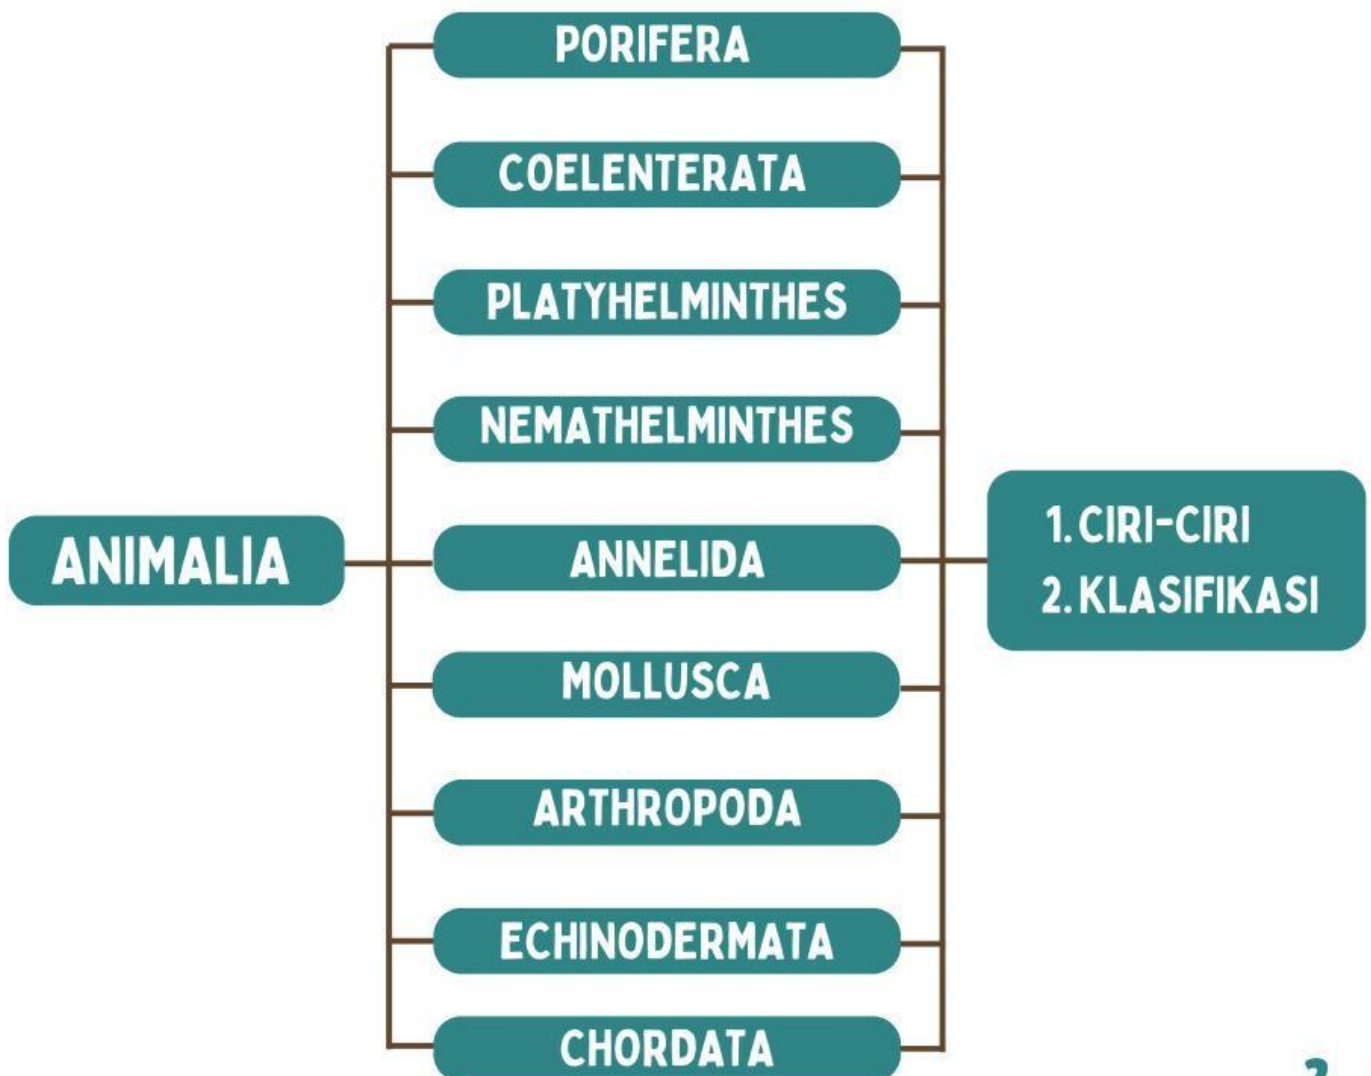 PORIFERA
COELENTERATA
PLATYHELMINTHES
NEMATHELMINTHES
ANIMALIA
ANNELIDA
MOLLUSCA
ARTHROPODA
ECHINODERMATA
CHORDATA
1. CIRI-CIRI
2. KLASIFIKASI